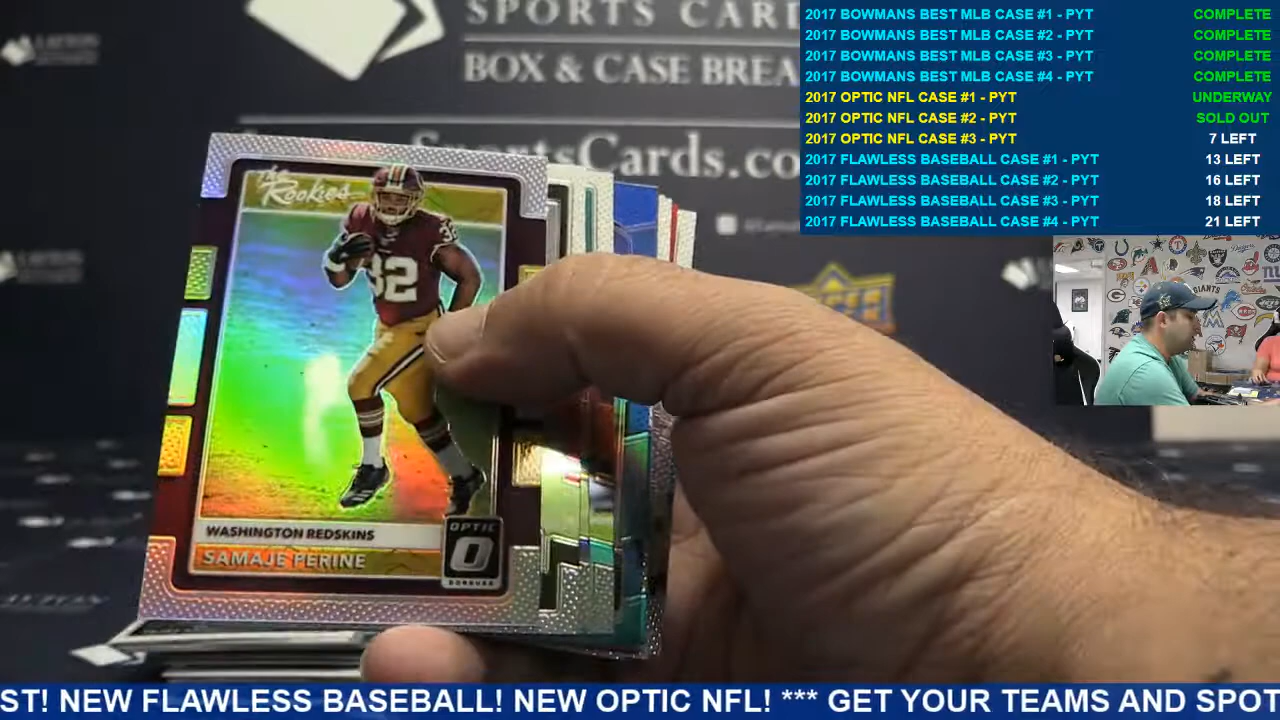 SPORTS CARD
BOX & CASE BREA
SportsCards.co
The Rookies
32
32
WASHINGTON REDSKINS
SAMAJE PERINE
OPTIC
O
DONRUSS
2017 BOWMANS BEST MLB CASE #1 - PYT COMPLETE
2017 BOWMANS BEST MLB CASE #2 - PYT COMPLETE
2017 BOWMANS BEST MLB CASE #3 - PYT COMPLETE
2017 BOWMANS BEST MLB CASE #4 - PYT COMPLETE
2017 OPTIC NFL CASE #1 - PYT UNDERWAY
2017 OPTIC NFL CASE #2 - PYT SOLD OUT
2017 OPTIC NFL CASE #3 - PYT 7 LEFT
2017 FLAWLESS BASEBALL CASE #1 - PYT 13 LEFT
2017 FLAWLESS BASEBALL CASE #2 - PYT 16 LEFT
2017 FLAWLESS BASEBALL CASE #3 - PYT 18 LEFT
2017 FLAWLESS BASEBALL CASE #4 - PYT 21 LEFT
GIANTS
ST! NEW FLAWLESS BASEBALL! NEW OPTIC NFL! *** GET YOUR TEAMS AND SPOT